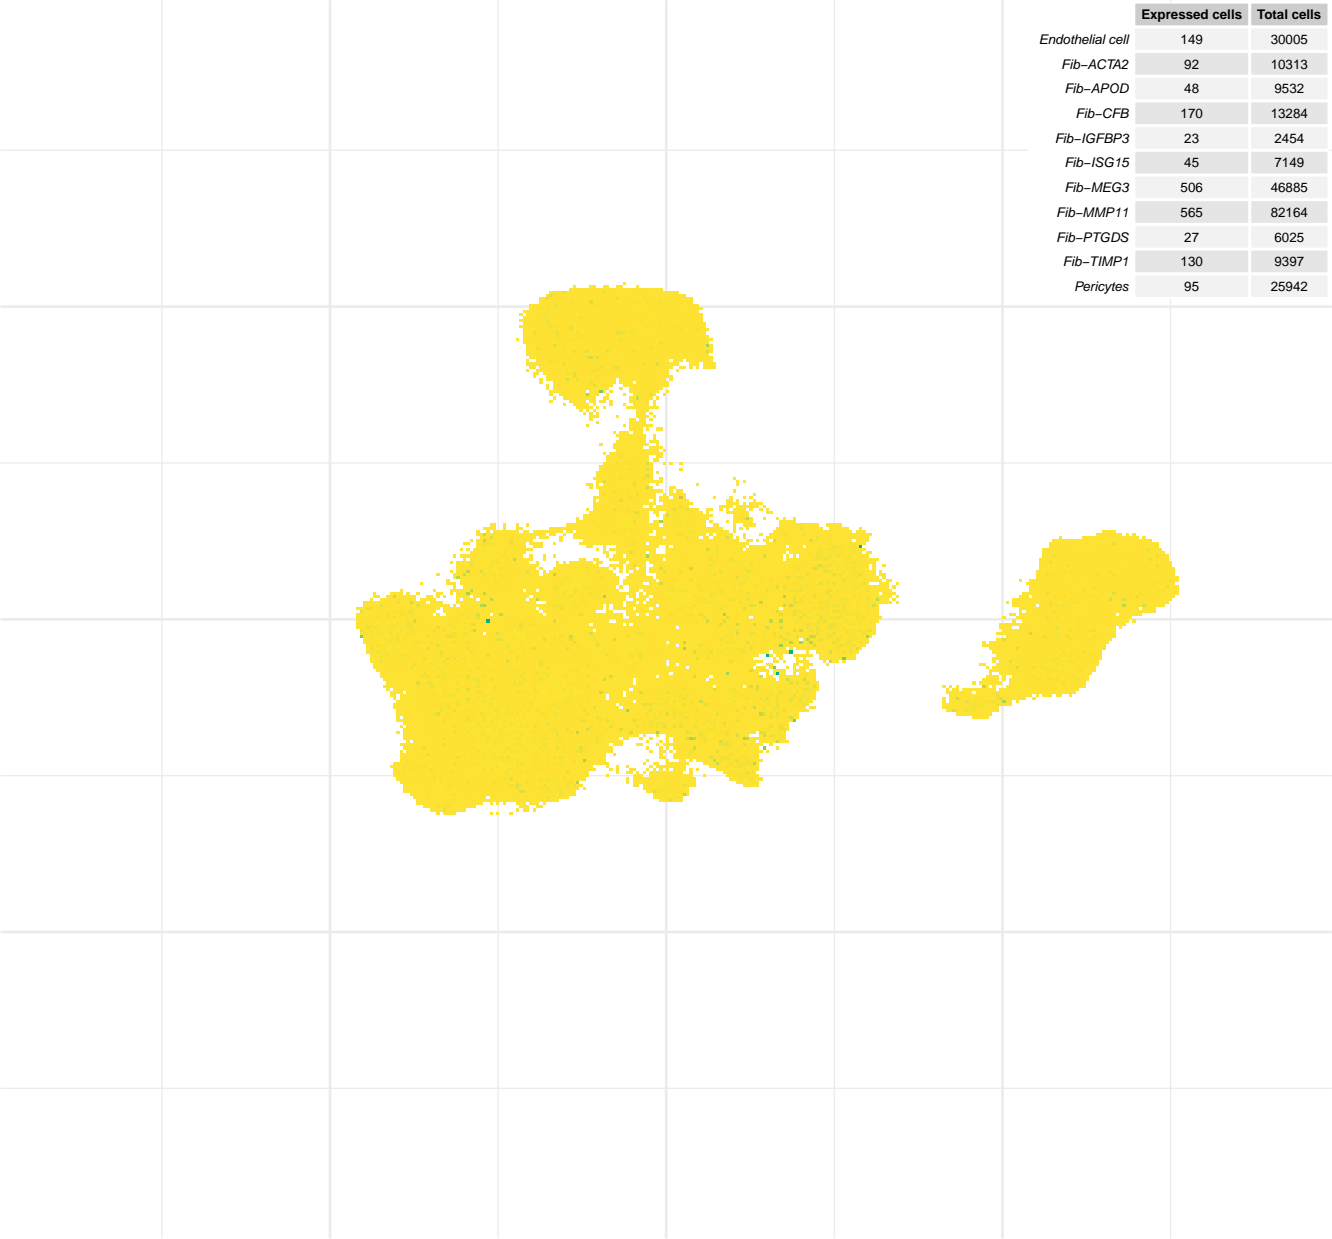 Expressed cells Total cells
Endothelial cell 149 30005
Fib−ACTA2 92 10313
Fib−APOD 48 9532
Fib−CFB 170 13284
Fib−IGFBP3 23 2454
Fib−ISG15 45 7149
Fib−MEG3 506 46885
Fib−MMP11 565 82164
Fib−PTGDS 27 6025
Fib−TIMP1 130 9397
Pericytes 95 25942